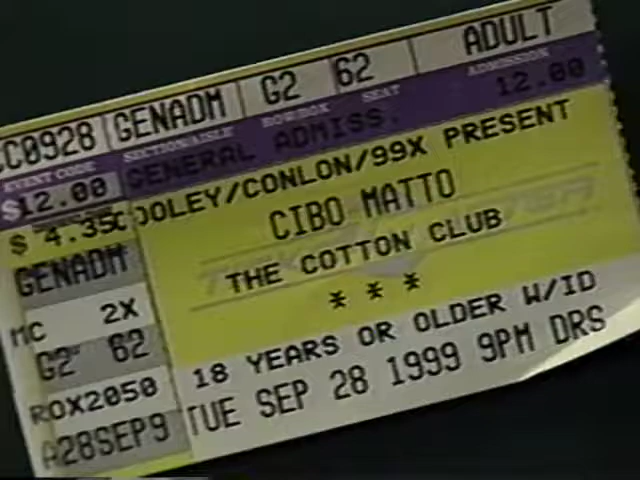 CC0928 GENADM G2 62 ADULT
EVENT CODE SECTION/AISLE ROW/BOX SEAT ADMISSION
$12.00 GENERAL ADMISS. 12.00
$ 4.35C OOLEY/CONLON/99X PRESENT
CIBO MATTO
GENADM THE COTTON CLUB
MC 2X * * *
G2 62 18 YEARS OR OLDER W/ID
ROX2050 TUE SEP 28 1999 9PM DRS
A28SEP9